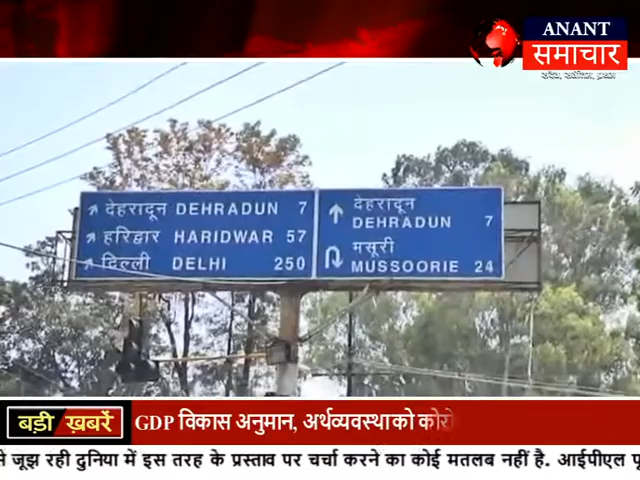 ANANT
समाचार
देहरादून DEHRADUN 7
हरिद्वार HARIDWAR 57
दिल्ली DELHI 250
देहरादून
DEHRADUN 7
मसूरी
MUSSOORIE 24
बड़ी ख़बरें
GDP विकास अनुमान, अर्थव्यवस्था को
से जूझ रही दुनिया में इस तरह के प्रस्ताव पर चर्चा करने का कोई मतलब नहीं है. आईपीएल